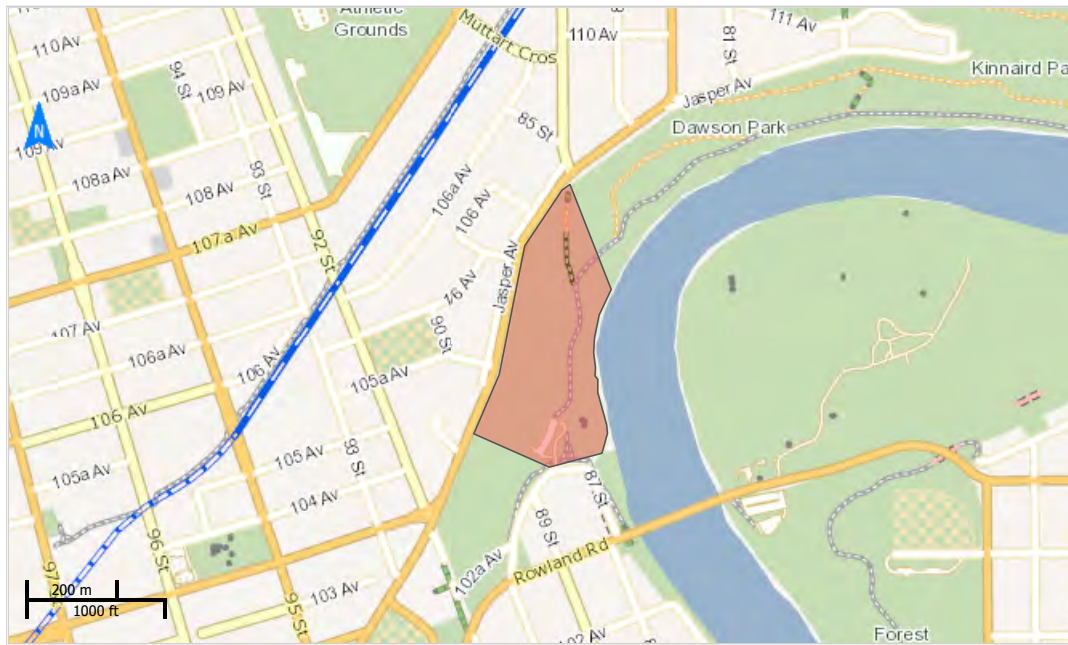 Athletic
Grounds
Muttart Cros
111 Av
110 Av
110 Av
81 St
Kinnaird Pa
94 St
109a Av
109 Av
Jasper Av
N
85 St
Dawson Park
109 Av
108a Av
93 St
108 Av
106a Av
106 Av
107a Av
92 St
Jasper Av
107 Av
90 St
106a Av
106 Av
105a Av
106 Av
105 Av
93 St
105a Av
104 Av
87 St
89 St
96 St
Rowland Rd
102a Av
97
200 m
1000 ft
95 St
103 Av
102 Av
Forest